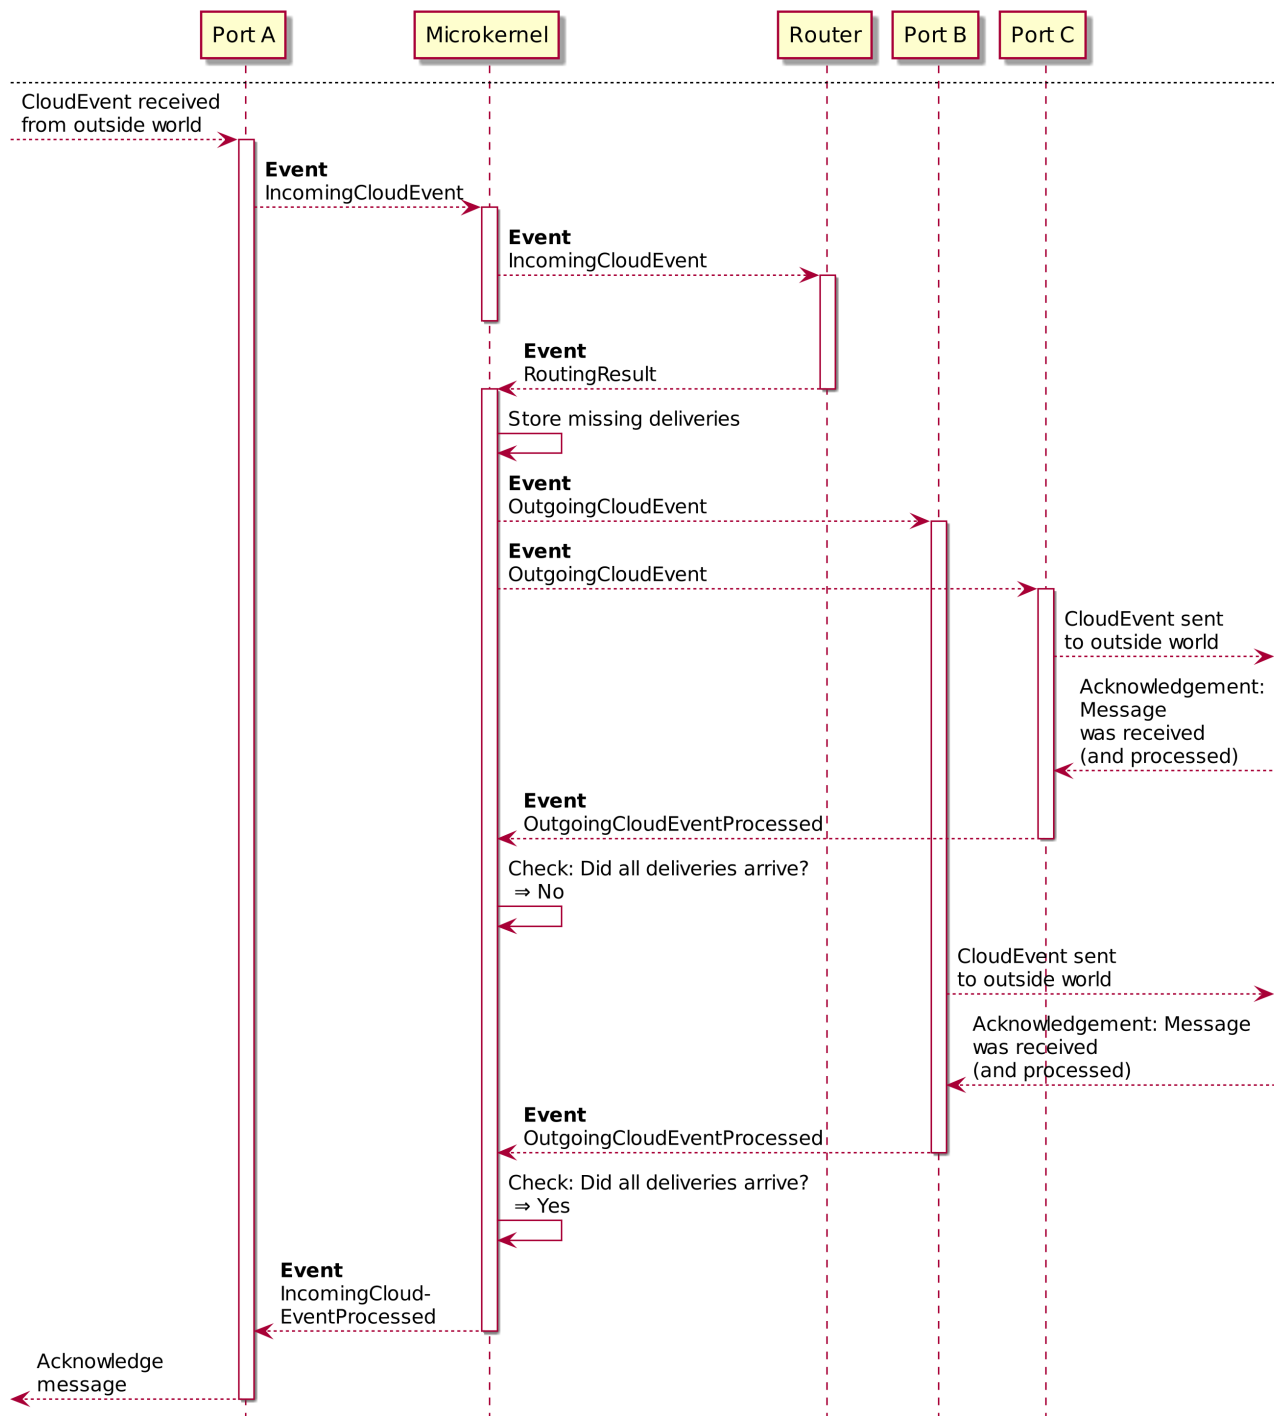 Port A
Microkernel
Router
Port B
Port C
CloudEvent received
from outside world
Event
IncomingCloudEvent
Event
IncomingCloudEvent
Event
RoutingResult
Store missing deliveries
Event
OutgoingCloudEvent
Event
OutgoingCloudEvent
CloudEvent sent
to outside world
Acknowledgement:
Message
was received
(and processed)
Event
OutgoingCloudEventProcessed
Check: Did all deliveries arrive?
⇒ No
CloudEvent sent
to outside world
Acknowledgement: Message
was received
(and processed)
Event
OutgoingCloudEventProcessed
Check: Did all deliveries arrive?
⇒ Yes
Event
IncomingCloud-
EventProcessed
Acknowledge
message